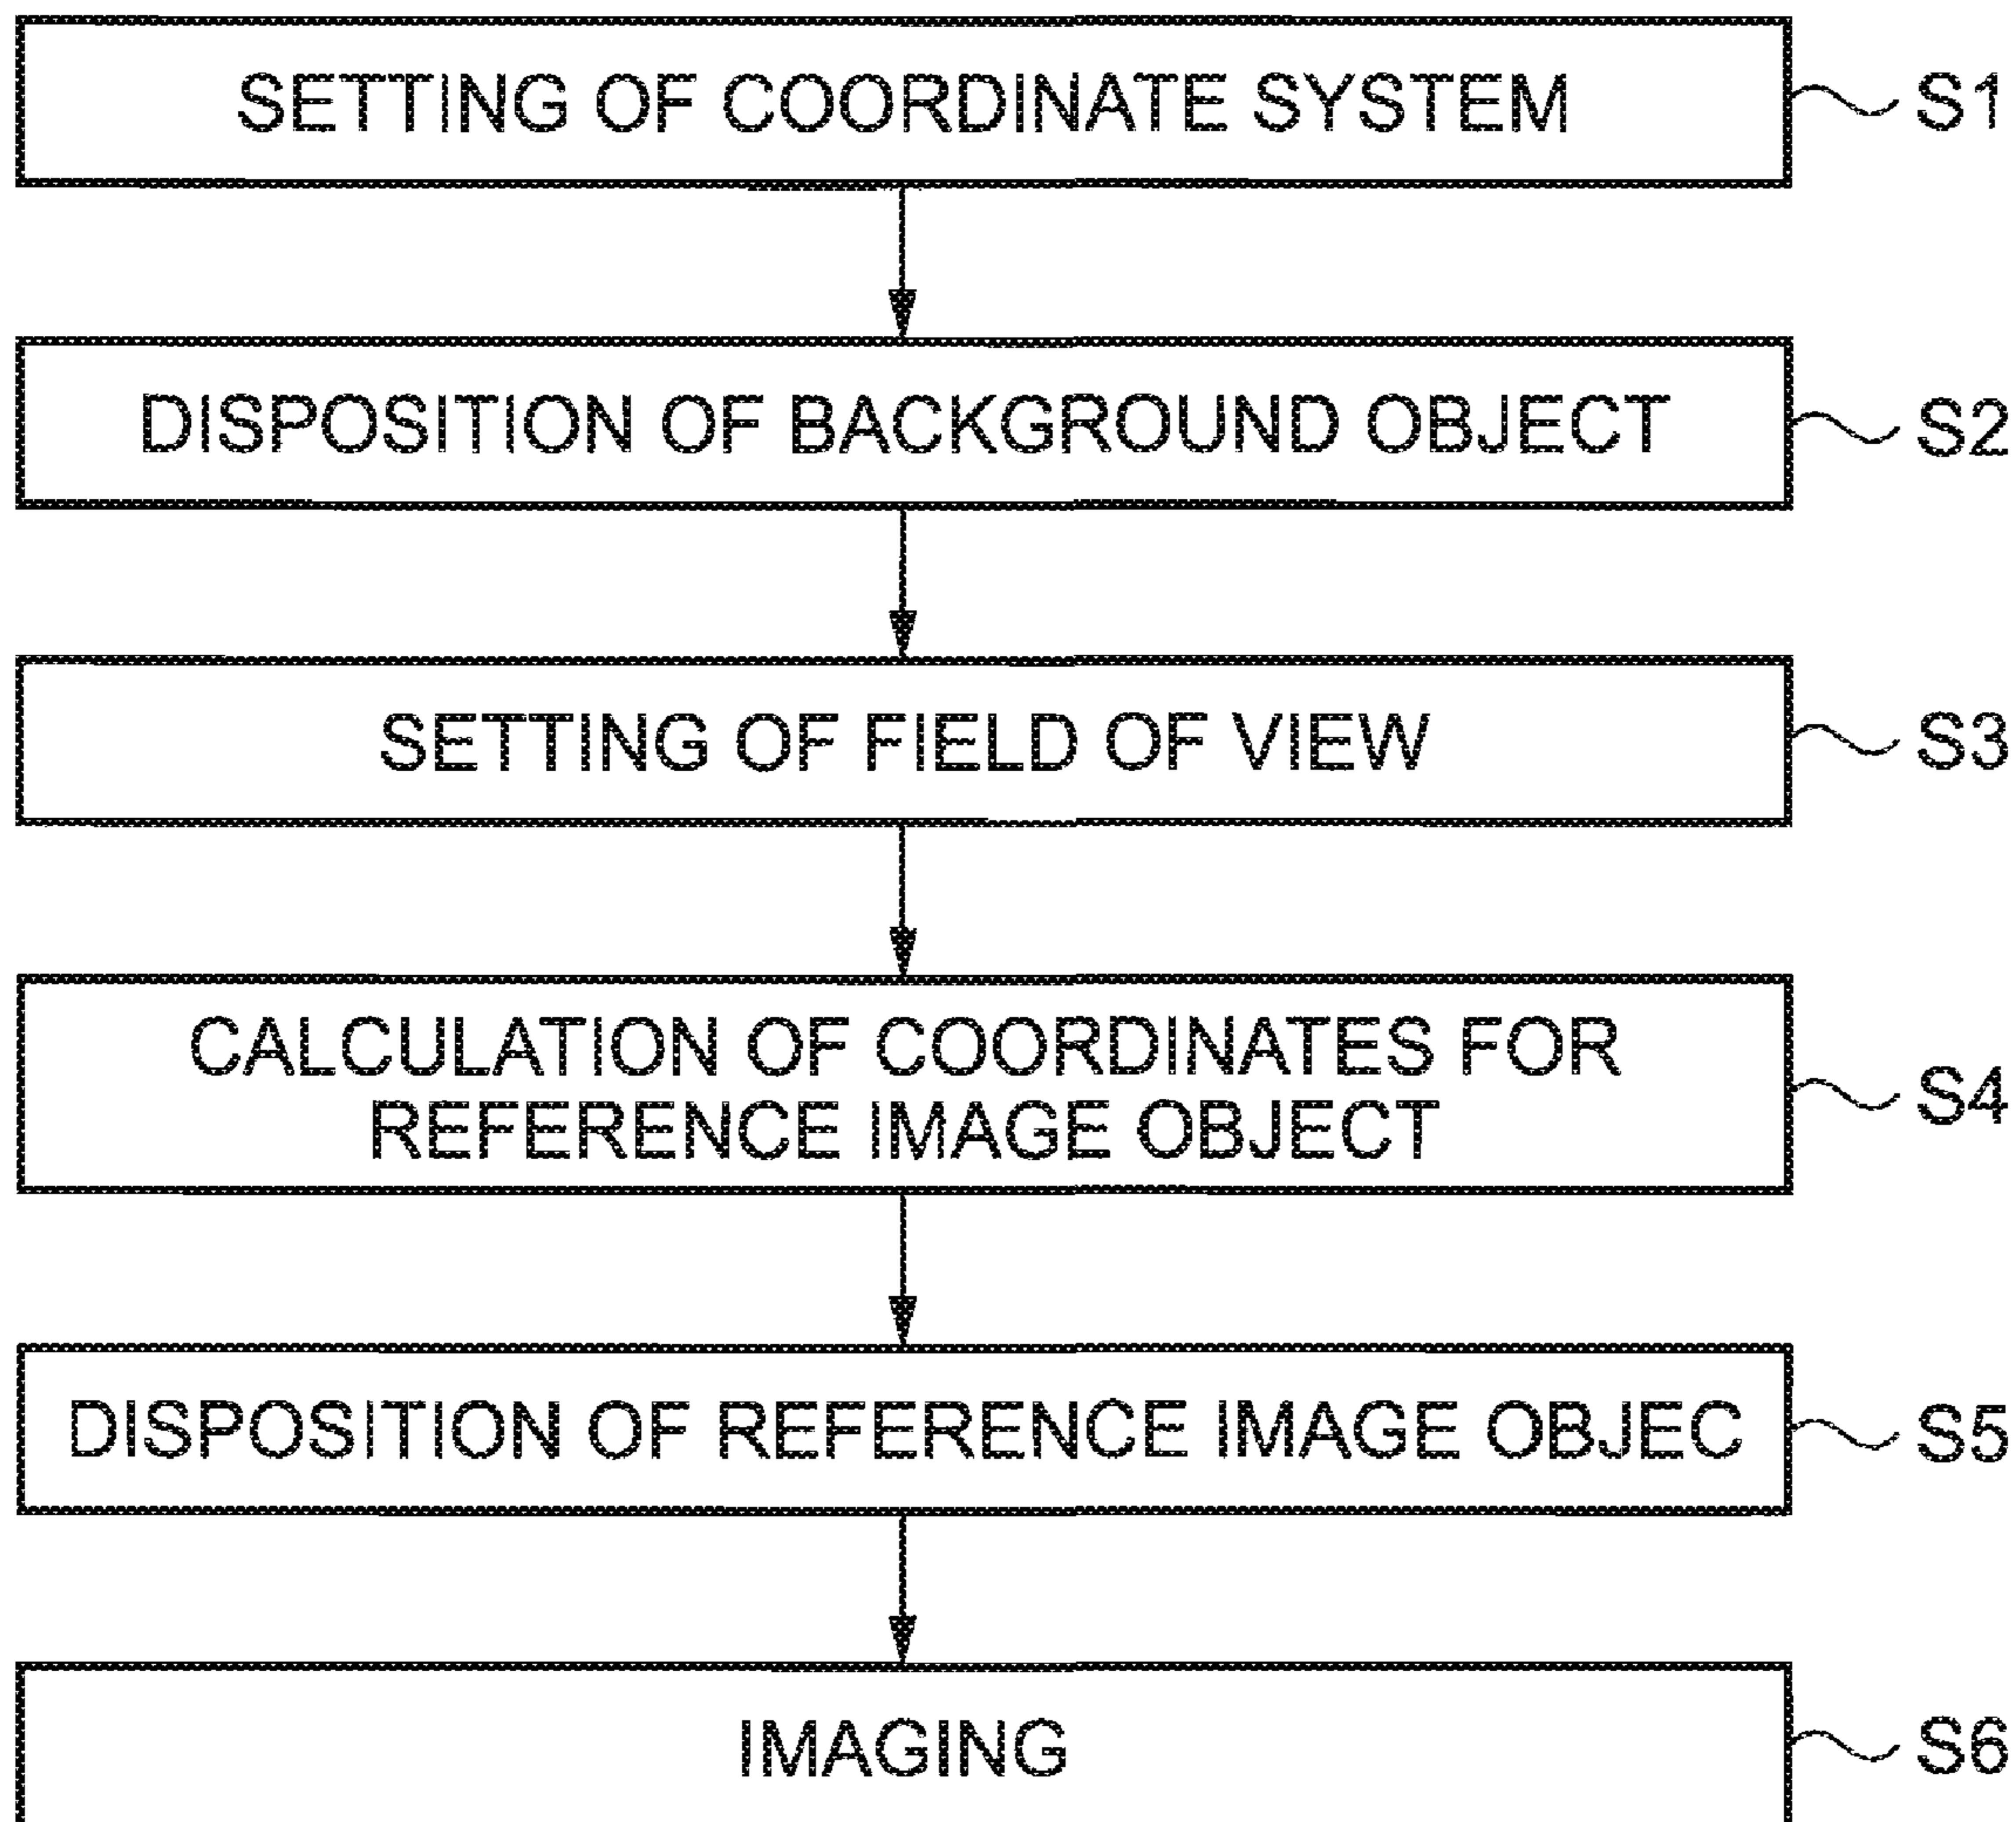 SETTING OF COORDINATE SYSTEM
S1
DISPOSITION OF BACKGROUND OBJECT
S2
SETTING OF FIELD OF VIEW
S3
CALCULATION OF COORDINATES FOR
REFERENCE IMAGE OBJECT
S4
DISPOSITION OF REFERENCE IMAGE OBJEC
S5
IMAGING
S6